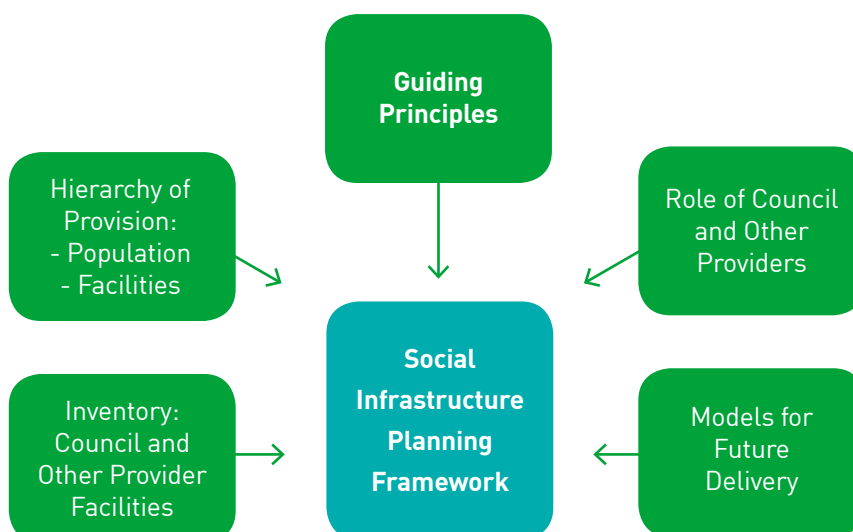 Guiding
Principles
Hierarchy of
Provision:
- Population
- Facilities
Role of Council
and Other
Providers
Social
Infrastructure
Planning
Framework
Inventory:
Council and
Other Provider
Facilities
Models for
Future
Delivery